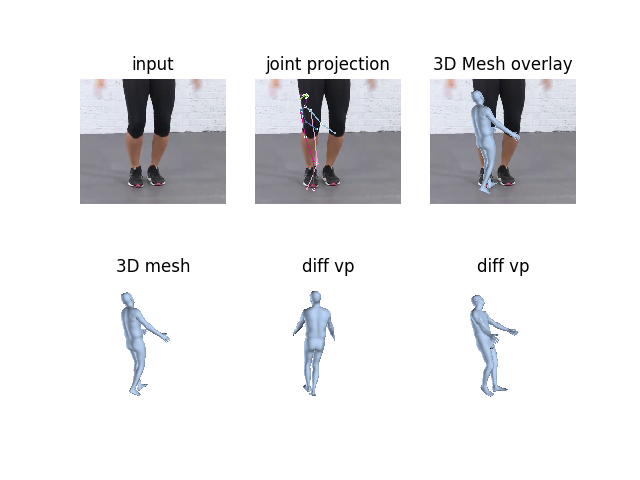 input
joint projection
3D Mesh overlay
3D mesh
diff vp
diff vp